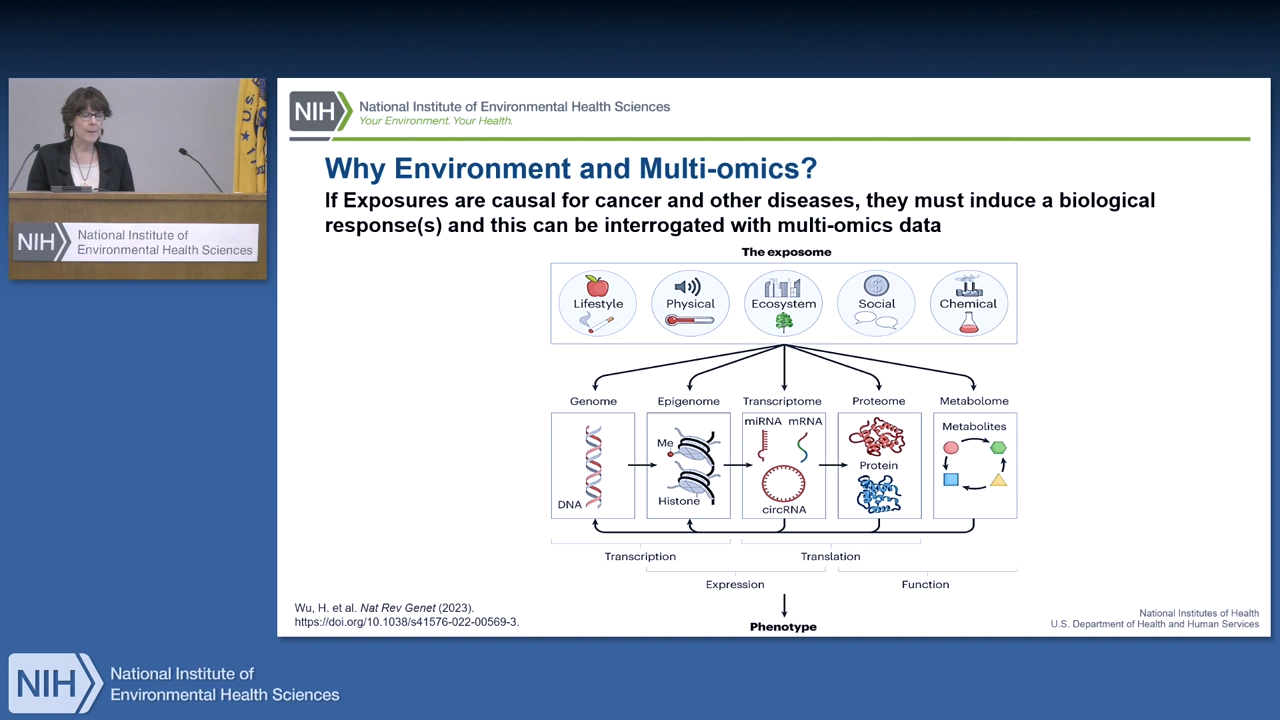 U.S.
NIH
National Institute of
Environmental Health Sciences
NIH
National Institute of Environmental Health Sciences
Your Environment. Your Health.
Why Environment and Multi-omics?
If Exposures are causal for cancer and other diseases, they must induce a biological
response(s) and this can be interrogated with multi-omics data
The exposome
Lifestyle
Physical
Ecosystem
Social
Chemical
Genome
Epigenome
Transcriptome
Proteome
Metabolome
DNA
Me
Histone
miRNA mRNA
circRNA
Protein
Metabolites
Transcription
Translation
Expression
Function
Phenotype
Wu, H. et al. Nat Rev Genet (2023).
https://doi.org/10.1038/s41576-022-00569-3.
National Institutes of Health
U.S. Department of Health and Human Services
NIH
National Institute of
Environmental Health Sciences